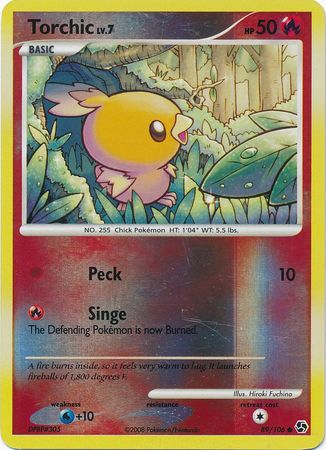 Torchic LV.7 HP 50
BASIC
NO. 255 Chick Pokémon HT: 1'04" WT: 5.5 lbs.
Peck 10
Singe
The Defending Pokémon is now Burned.
A fire burns inside, so it feels very warm to hug. It launches
fireballs of 1,800 degrees F.
Illus. Hiroki Fuchino
weakness resistance retreat cost
+10
DPBP#305 ©2008 Pokémon/Nintendo 89/106